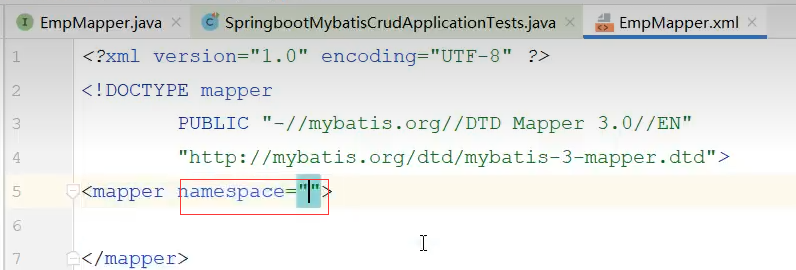 EmpMapper.java × SpringbootMybatisCrudApplicationTests.java × EmpMapper.xml ×
1 <?xml version="1.0" encoding="UTF-8" ?>
2 <!DOCTYPE mapper
3 PUBLIC "-//mybatis.org//DTD Mapper 3.0//EN"
4 "http://mybatis.org/dtd/mybatis-3-mapper.dtd">
5 <mapper namespace="">
6
7 </mapper>